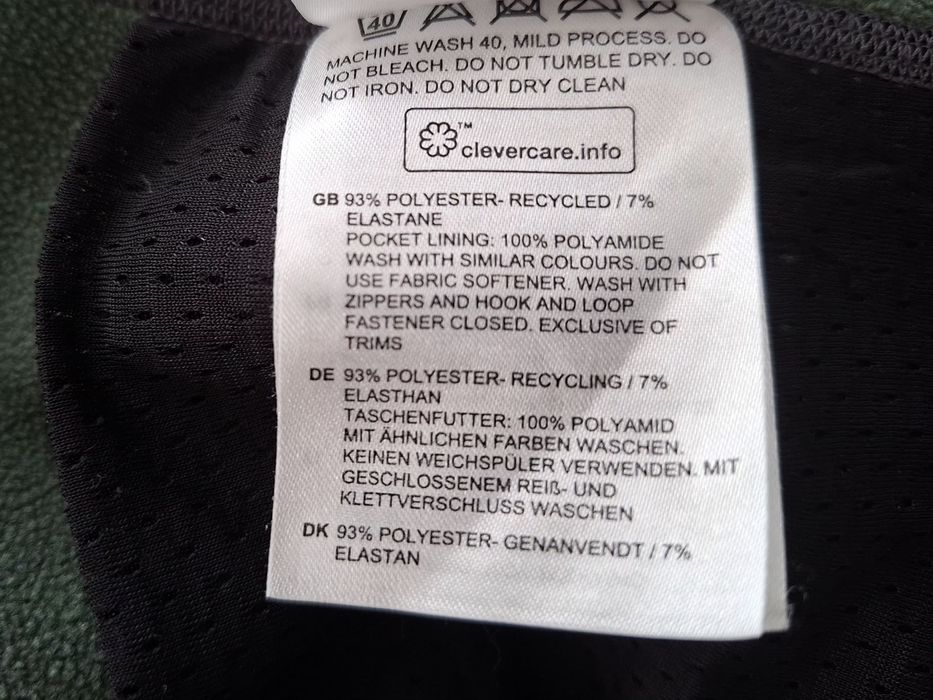 40
MACHINE WASH 40, MILD PROCESS. DO
NOT BLEACH. DO NOT TUMBLE DRY. DO
NOT IRON. DO NOT DRY CLEAN
™
clevercare.info
GB 93% POLYESTER- RECYCLED / 7%
ELASTANE
POCKET LINING: 100% POLYAMIDE
WASH WITH SIMILAR COLOURS. DO NOT
USE FABRIC SOFTENER. WASH WITH
ZIPPERS AND HOOK AND LOOP
FASTENER CLOSED. EXCLUSIVE OF
TRIMS
DE 93% POLYESTER- RECYCLING / 7%
ELASTHAN
TASCHENFUTTER: 100% POLYAMID
MIT ÄHNLICHEN FARBEN WASCHEN.
KEINEN WEICHSPÜLER VERWENDEN. MIT
GESCHLOSSENEM REIß- UND
KLETTVERSCHLUSS WASCHEN
DK 93% POLYESTER- GENANVENDT / 7%
ELASTAN